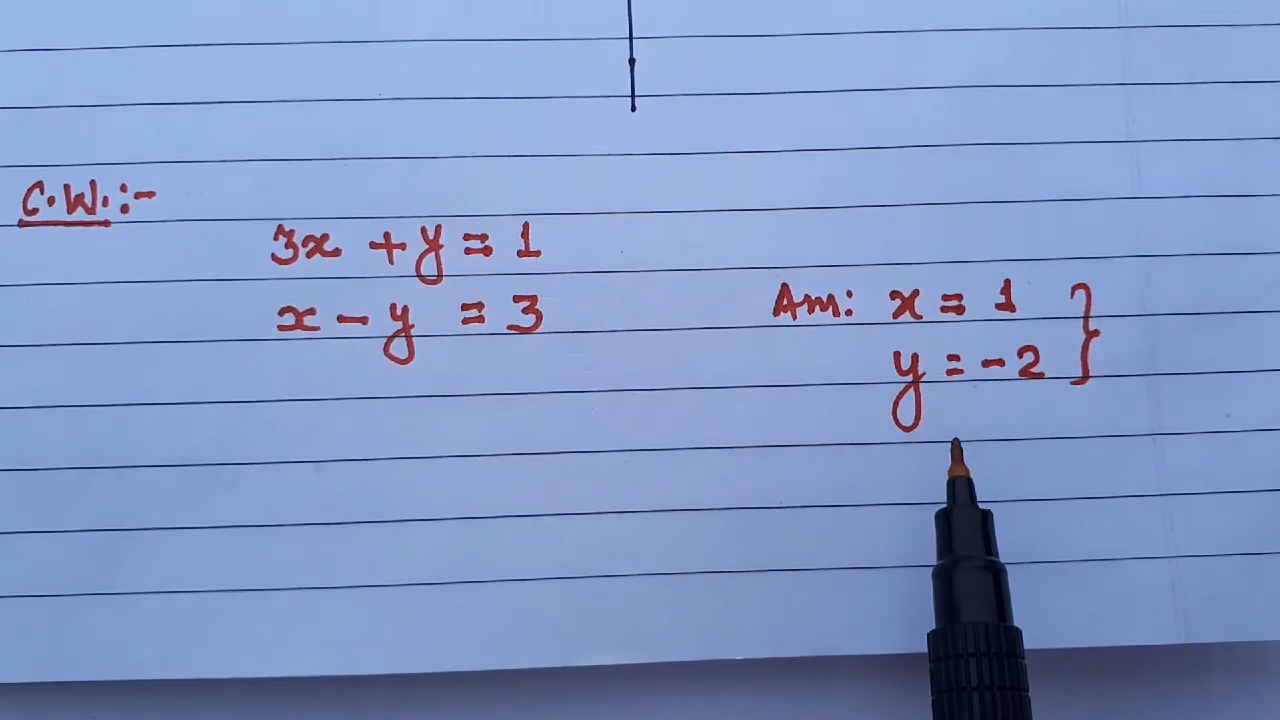 C.W.:-
3x + y = 1
x - y = 3
Ans: x = 1
y = -2 }